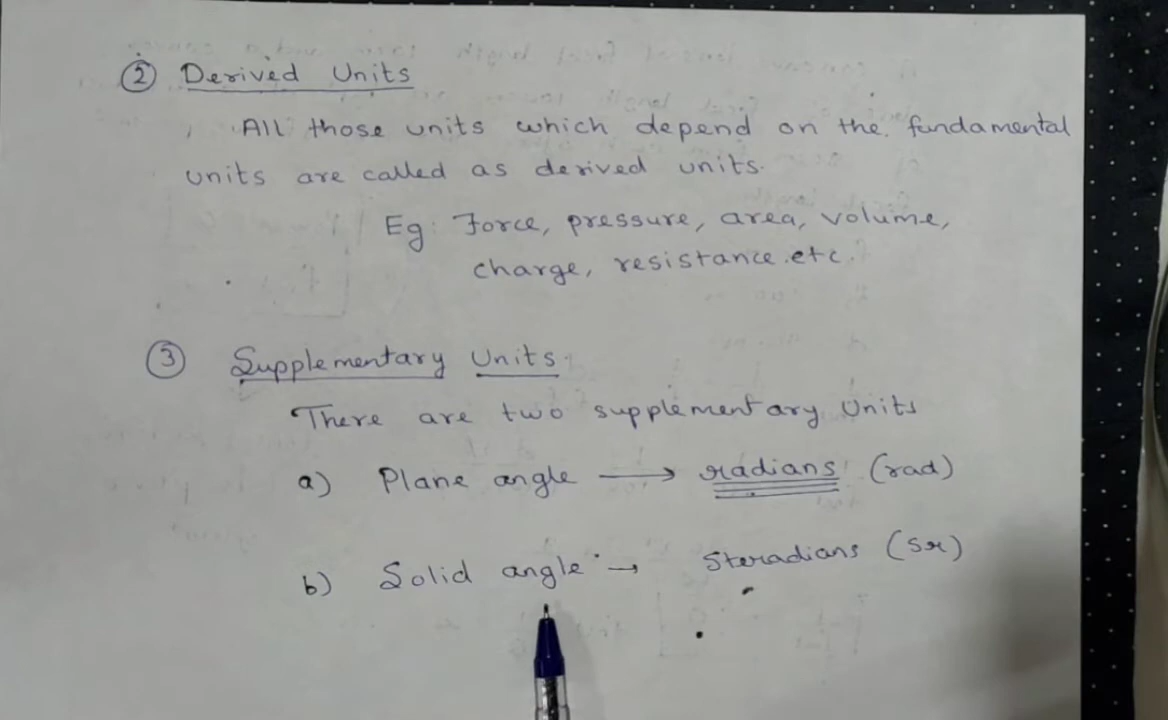 ② Derived Units
All those units which depend on the fundamental
units are called as derived units.
Eg: Force, pressure, area, volume,
charge, resistance.etc.
③ Supplementary Units
There are two supplementary Units
a) Plane angle → radians (rad)
b) Solid angle → Steradians (Sr)